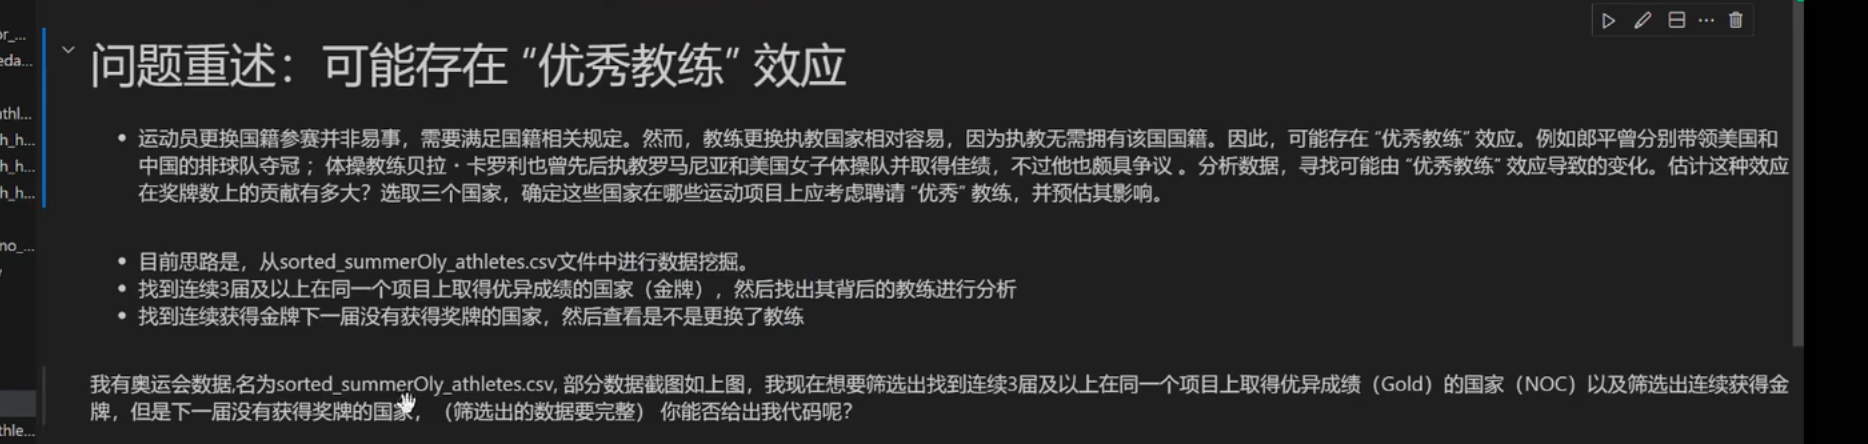 or_...
eda...
athl...
h_h...
h_h...
h_h...
no_...
thle...
问题重述：可能存在 “优秀教练” 效应
• 运动员更换国籍参赛并非易事，需要满足国籍相关规定。然而，教练更换执教国家相对容易，因为执教无需拥有该国国籍。因此，可能存在 “优秀教练” 效应。例如郎平曾分别带领美国和
中国的排球队夺冠 ；体操教练贝拉・卡罗利也曾先后执教罗马尼亚和美国女子体操队并取得佳绩，不过他也颇具争议 。分析数据，寻找可能由 “优秀教练” 效应导致的变化。估计这种效应
在奖牌数上的贡献有多大？选取三个国家，确定这些国家在哪些运动项目上应考虑聘请 “优秀” 教练，并预估其影响。
• 目前思路是，从sorted_summerOly_athletes.csv文件中进行数据挖掘。
• 找到连续3届及以上在同一个项目上取得优异成绩的国家（金牌），然后找出其背后的教练进行分析
• 找到连续获得金牌下一届没有获得奖牌的国家，然后查看是不是更换了教练
我有奥运会数据,名为sorted_summerOly_athletes.csv, 部分数据截图如上图，我现在想要筛选出找到连续3届及以上在同一个项目上取得优异成绩（Gold）的国家（NOC）以及筛选出连续获得金
牌，但是下一届没有获得奖牌的国家，（筛选出的数据要完整） 你能否给出我代码呢？